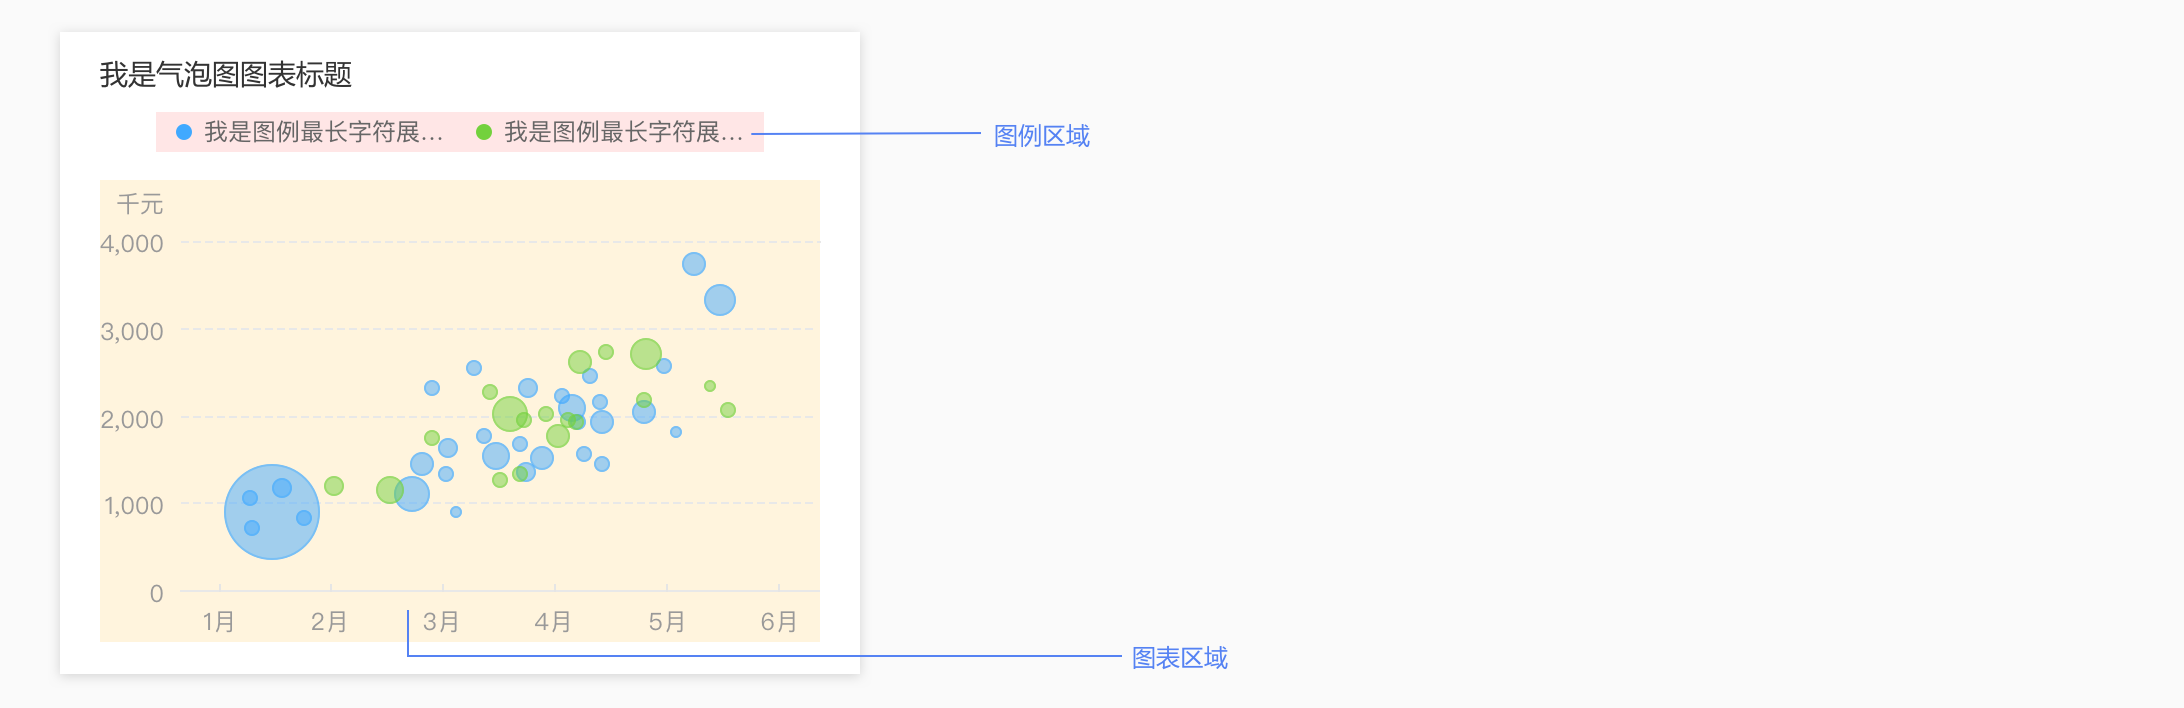 我是气泡图图表标题
我是图例最长字符展... 我是图例最长字符展...
图例区域
千元
4,000
3,000
2,000
1,000
0
1月 2月 3月 4月 5月 6月
图表区域